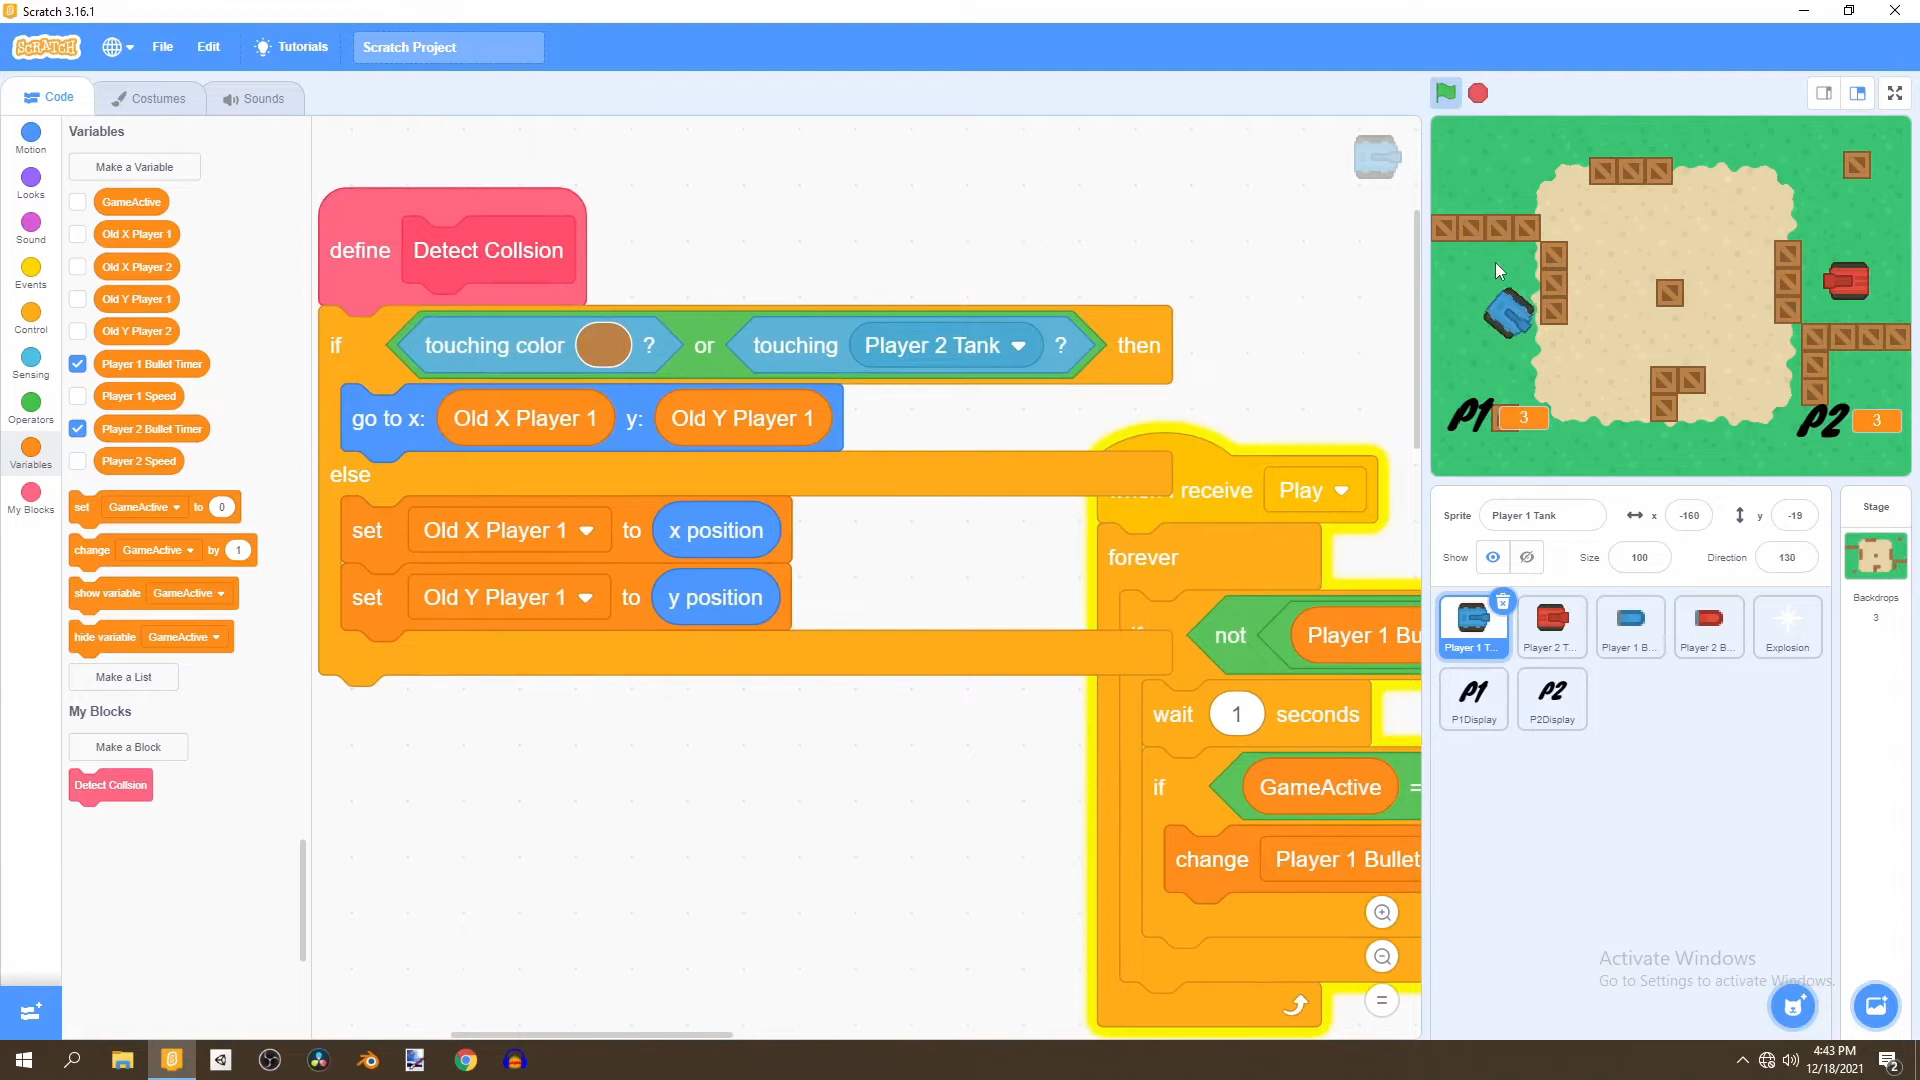 Scratch 3.16.1
SCRATCH
File
Edit
Tutorials
Scratch Project
Code
Costumes
Sounds
Motion
Looks
Sound
Events
Control
Sensing
Operators
Variables
My Blocks
Variables
Make a Variable
GameActive
Old X Player 1
Old X Player 2
Old Y Player 1
Old Y Player 2
Player 1 Bullet Timer
Player 1 Speed
Player 2 Bullet Timer
Player 2 Speed
set GameActive to 0
change GameActive by 1
show variable GameActive
hide variable GameActive
Make a List
My Blocks
Make a Block
Detect Collsion
define Detect Collsion
if touching color ? or touching Player 2 Tank ? then
go to x: Old X Player 1 y: Old Y Player 1
else
set Old X Player 1 to x position
set Old Y Player 1 to y position
receive Play
forever
not Player 1 Bu
wait 1 seconds
if GameActive =
change Player 1 Bullet
P1 3
P2 3
Sprite Player 1 Tank x -160 y -19
Show Size 100 Direction 130
Player 1 T...
Player 2 T...
Player 1 B...
Player 2 B...
Explosion
P1
P1Display
P2
P2Display
Stage
Backdrops
3
Activate Windows
Go to Settings to activate Windows.
4:43 PM
12/18/2021
2